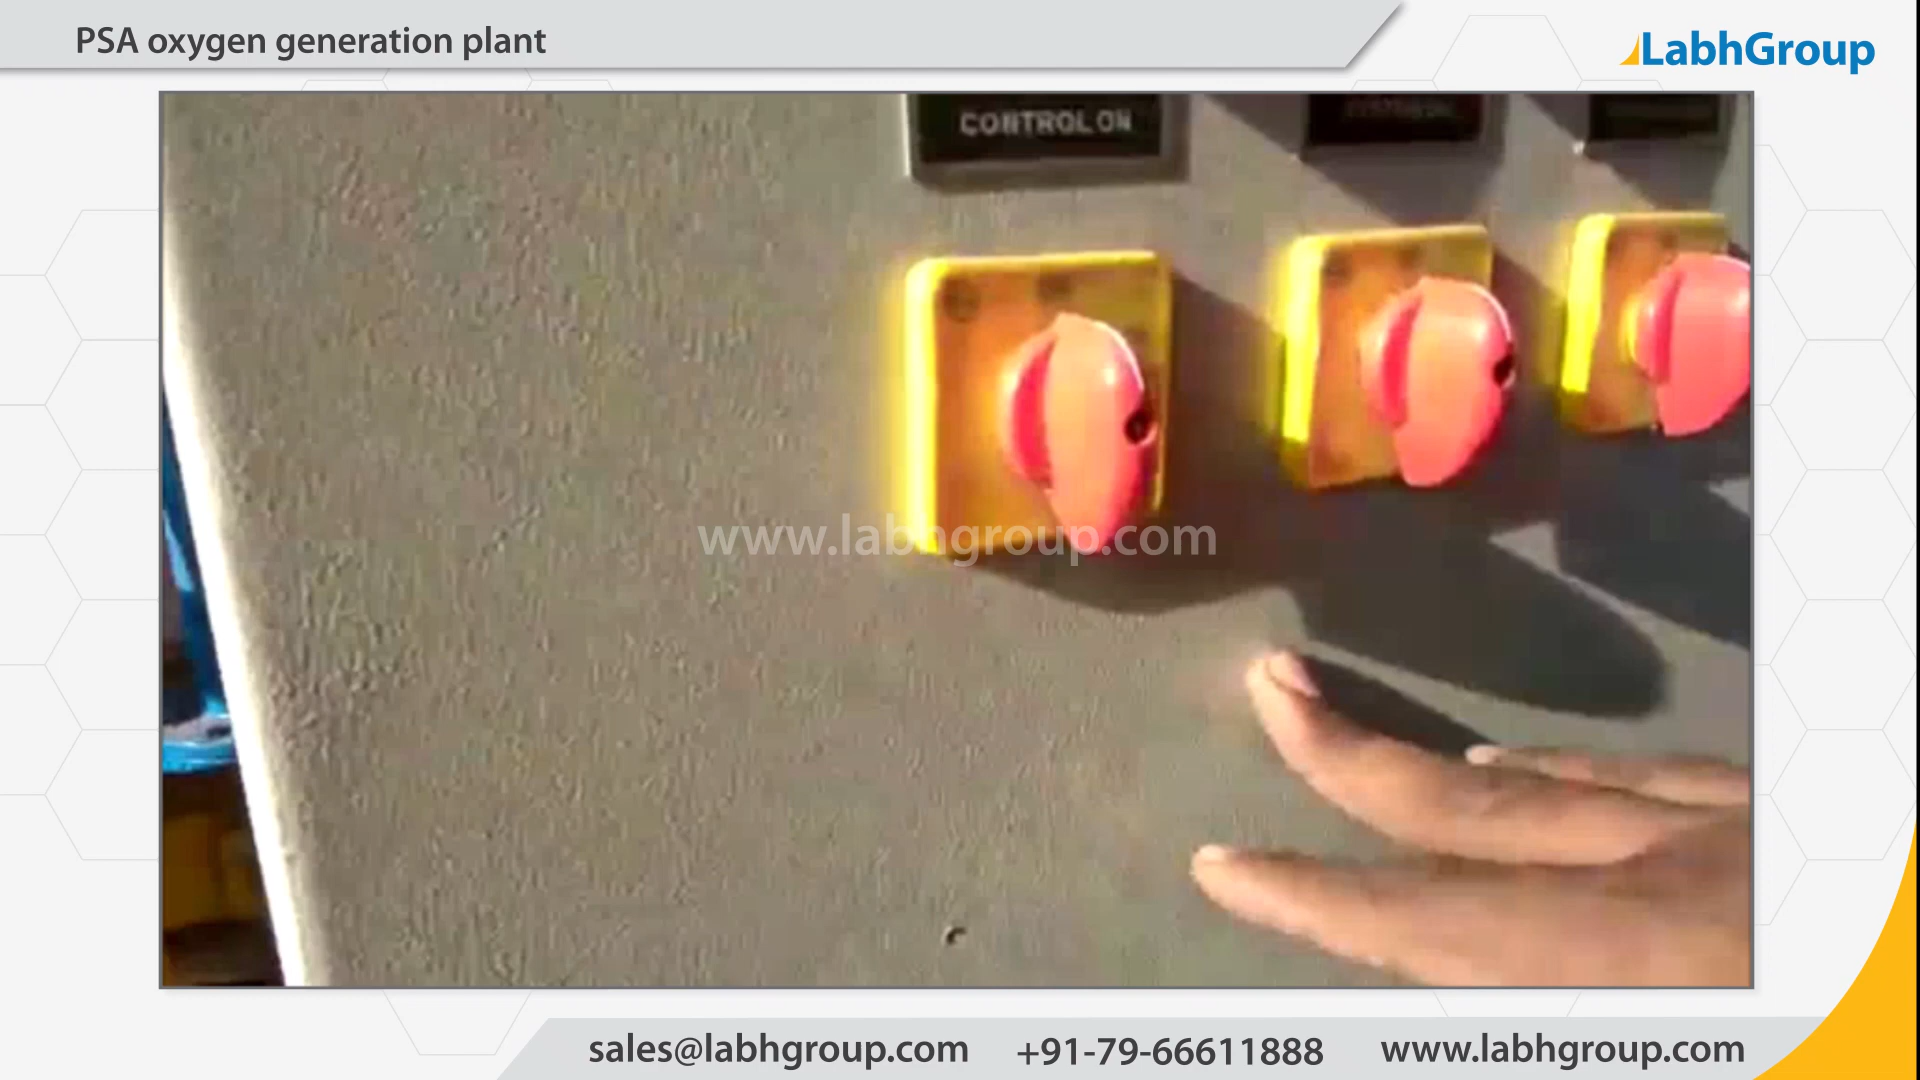 PSA oxygen generation plant
LabhGroup
CONTROL ON
www.labhgroup.com
sales@labhgroup.com
+91-79-66611888
www.labhgroup.com